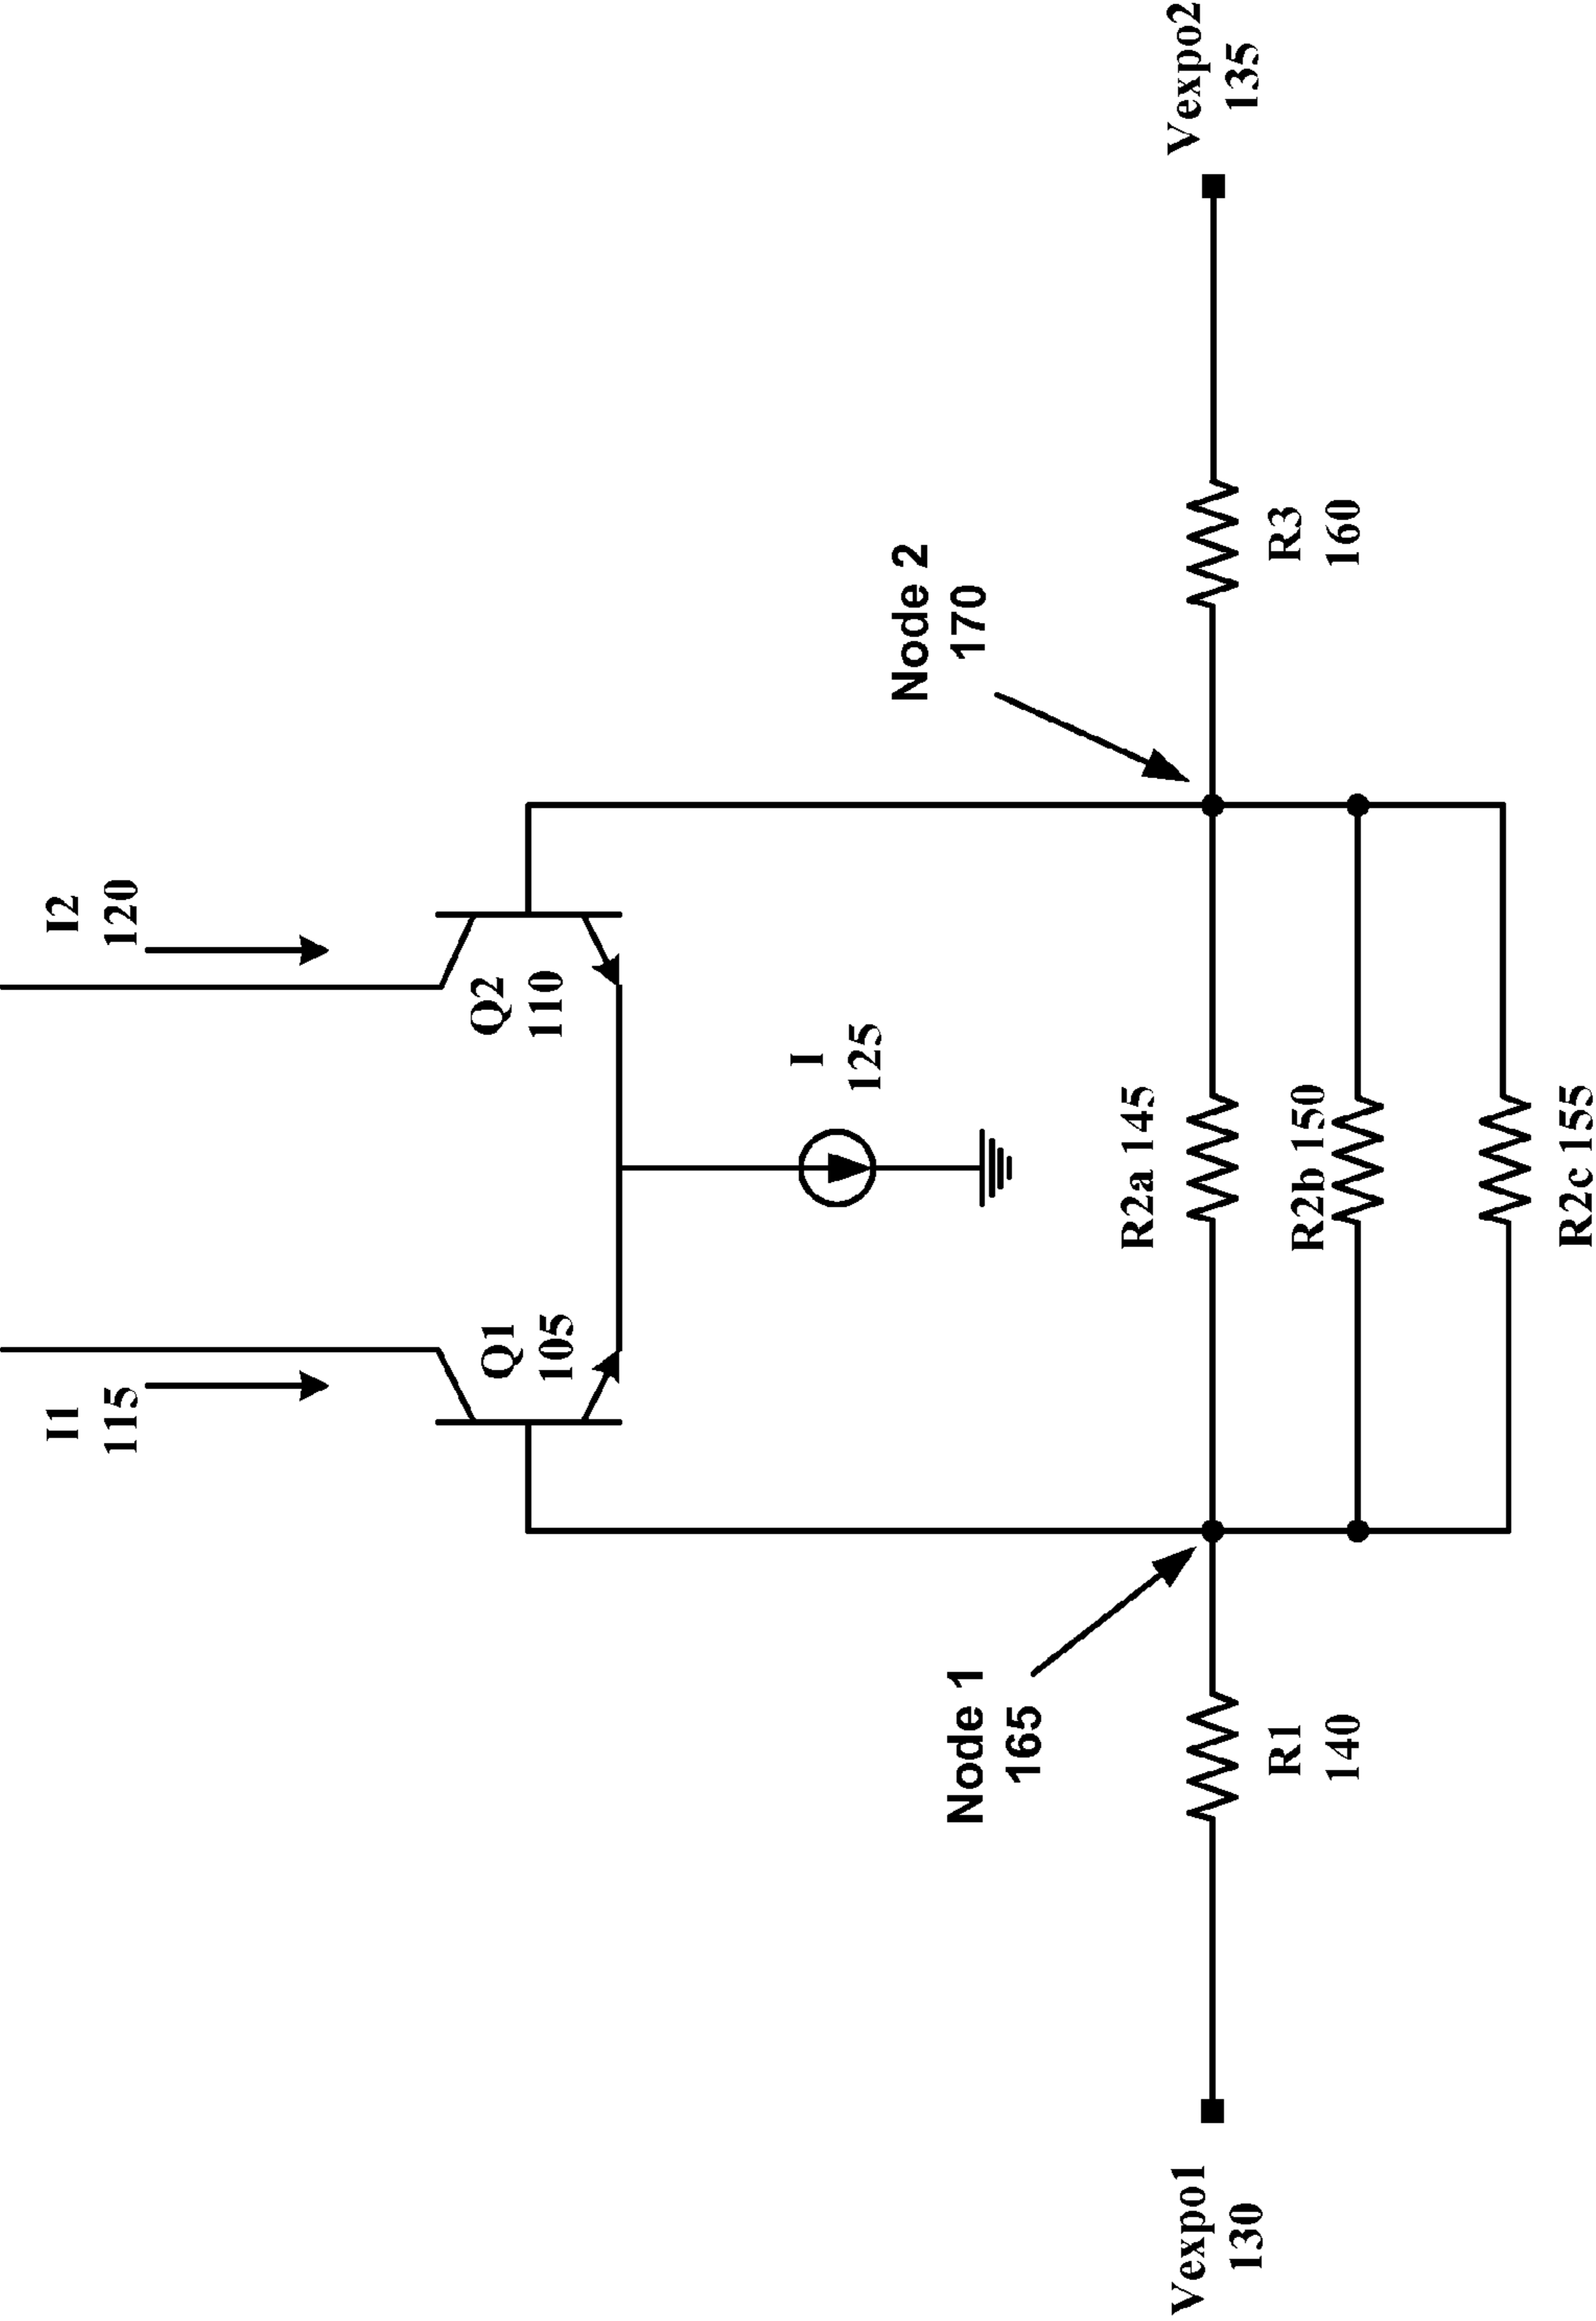 I1
115
I2
120
Q1
105
Q2
110
I
125
Node 1
165
Node 2
170
R2a 145
R2b 150
R2c 155
Vexpo1
130
R1
140
R3
160
Vexpo2
135